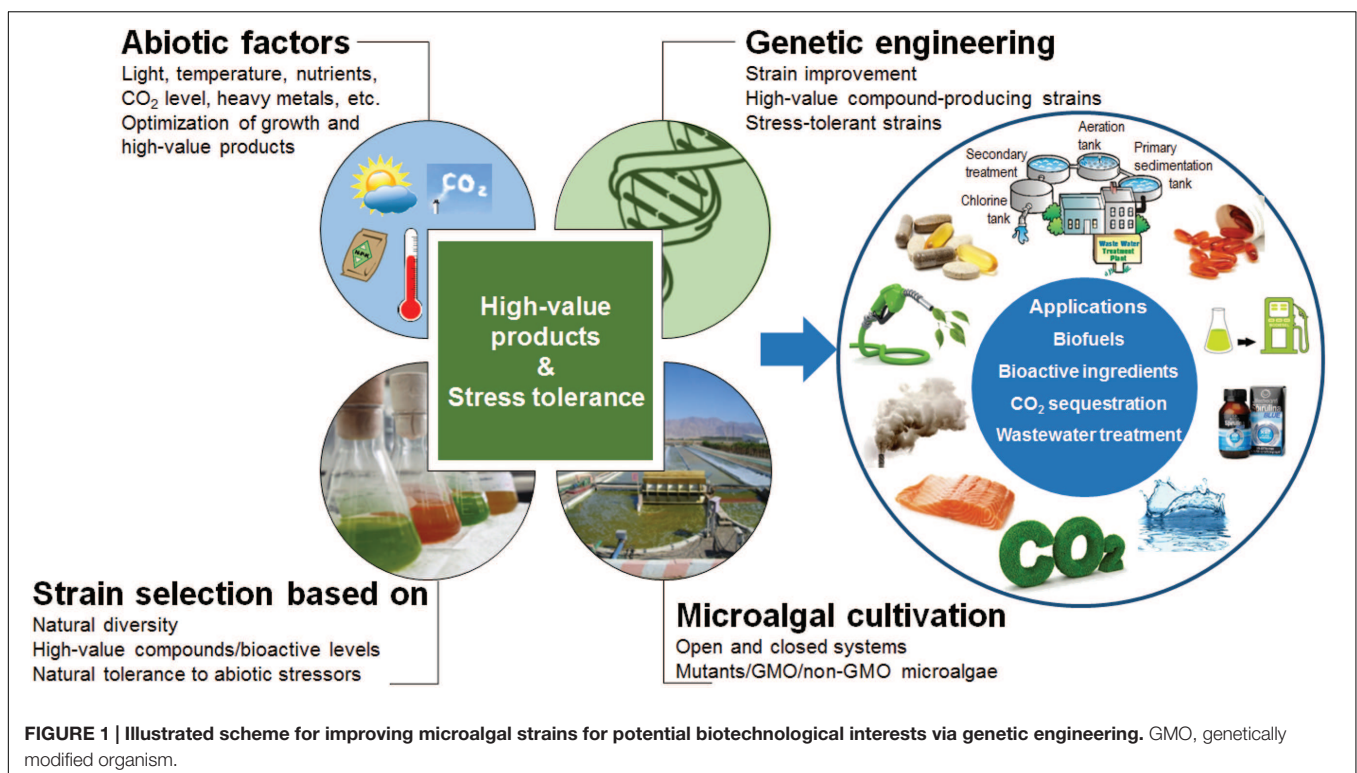 Abiotic factors
Light, temperature, nutrients,
CO₂ level, heavy metals, etc.
Optimization of growth and
high-value products
CO₂
NPK
Genetic engineering
Strain improvement
High-value compound-producing strains
Stress-tolerant strains
Aeration
tank
Primary
sedimentation
tank
Secondary
treatment
Chlorine
tank
Waste Water
Treatment
Plant
High-value
products
&
Stress tolerance
Applications
Biofuels
Bioactive ingredients
CO₂ sequestration
Wastewater treatment
CO₂
Strain selection based on
Natural diversity
High-value compounds/bioactive levels
Natural tolerance to abiotic stressors
Microalgal cultivation
Open and closed systems
Mutants/GMO/non-GMO microalgae
FIGURE 1 | Illustrated scheme for improving microalgal strains for potential biotechnological interests via genetic engineering. GMO, genetically
modified organism.